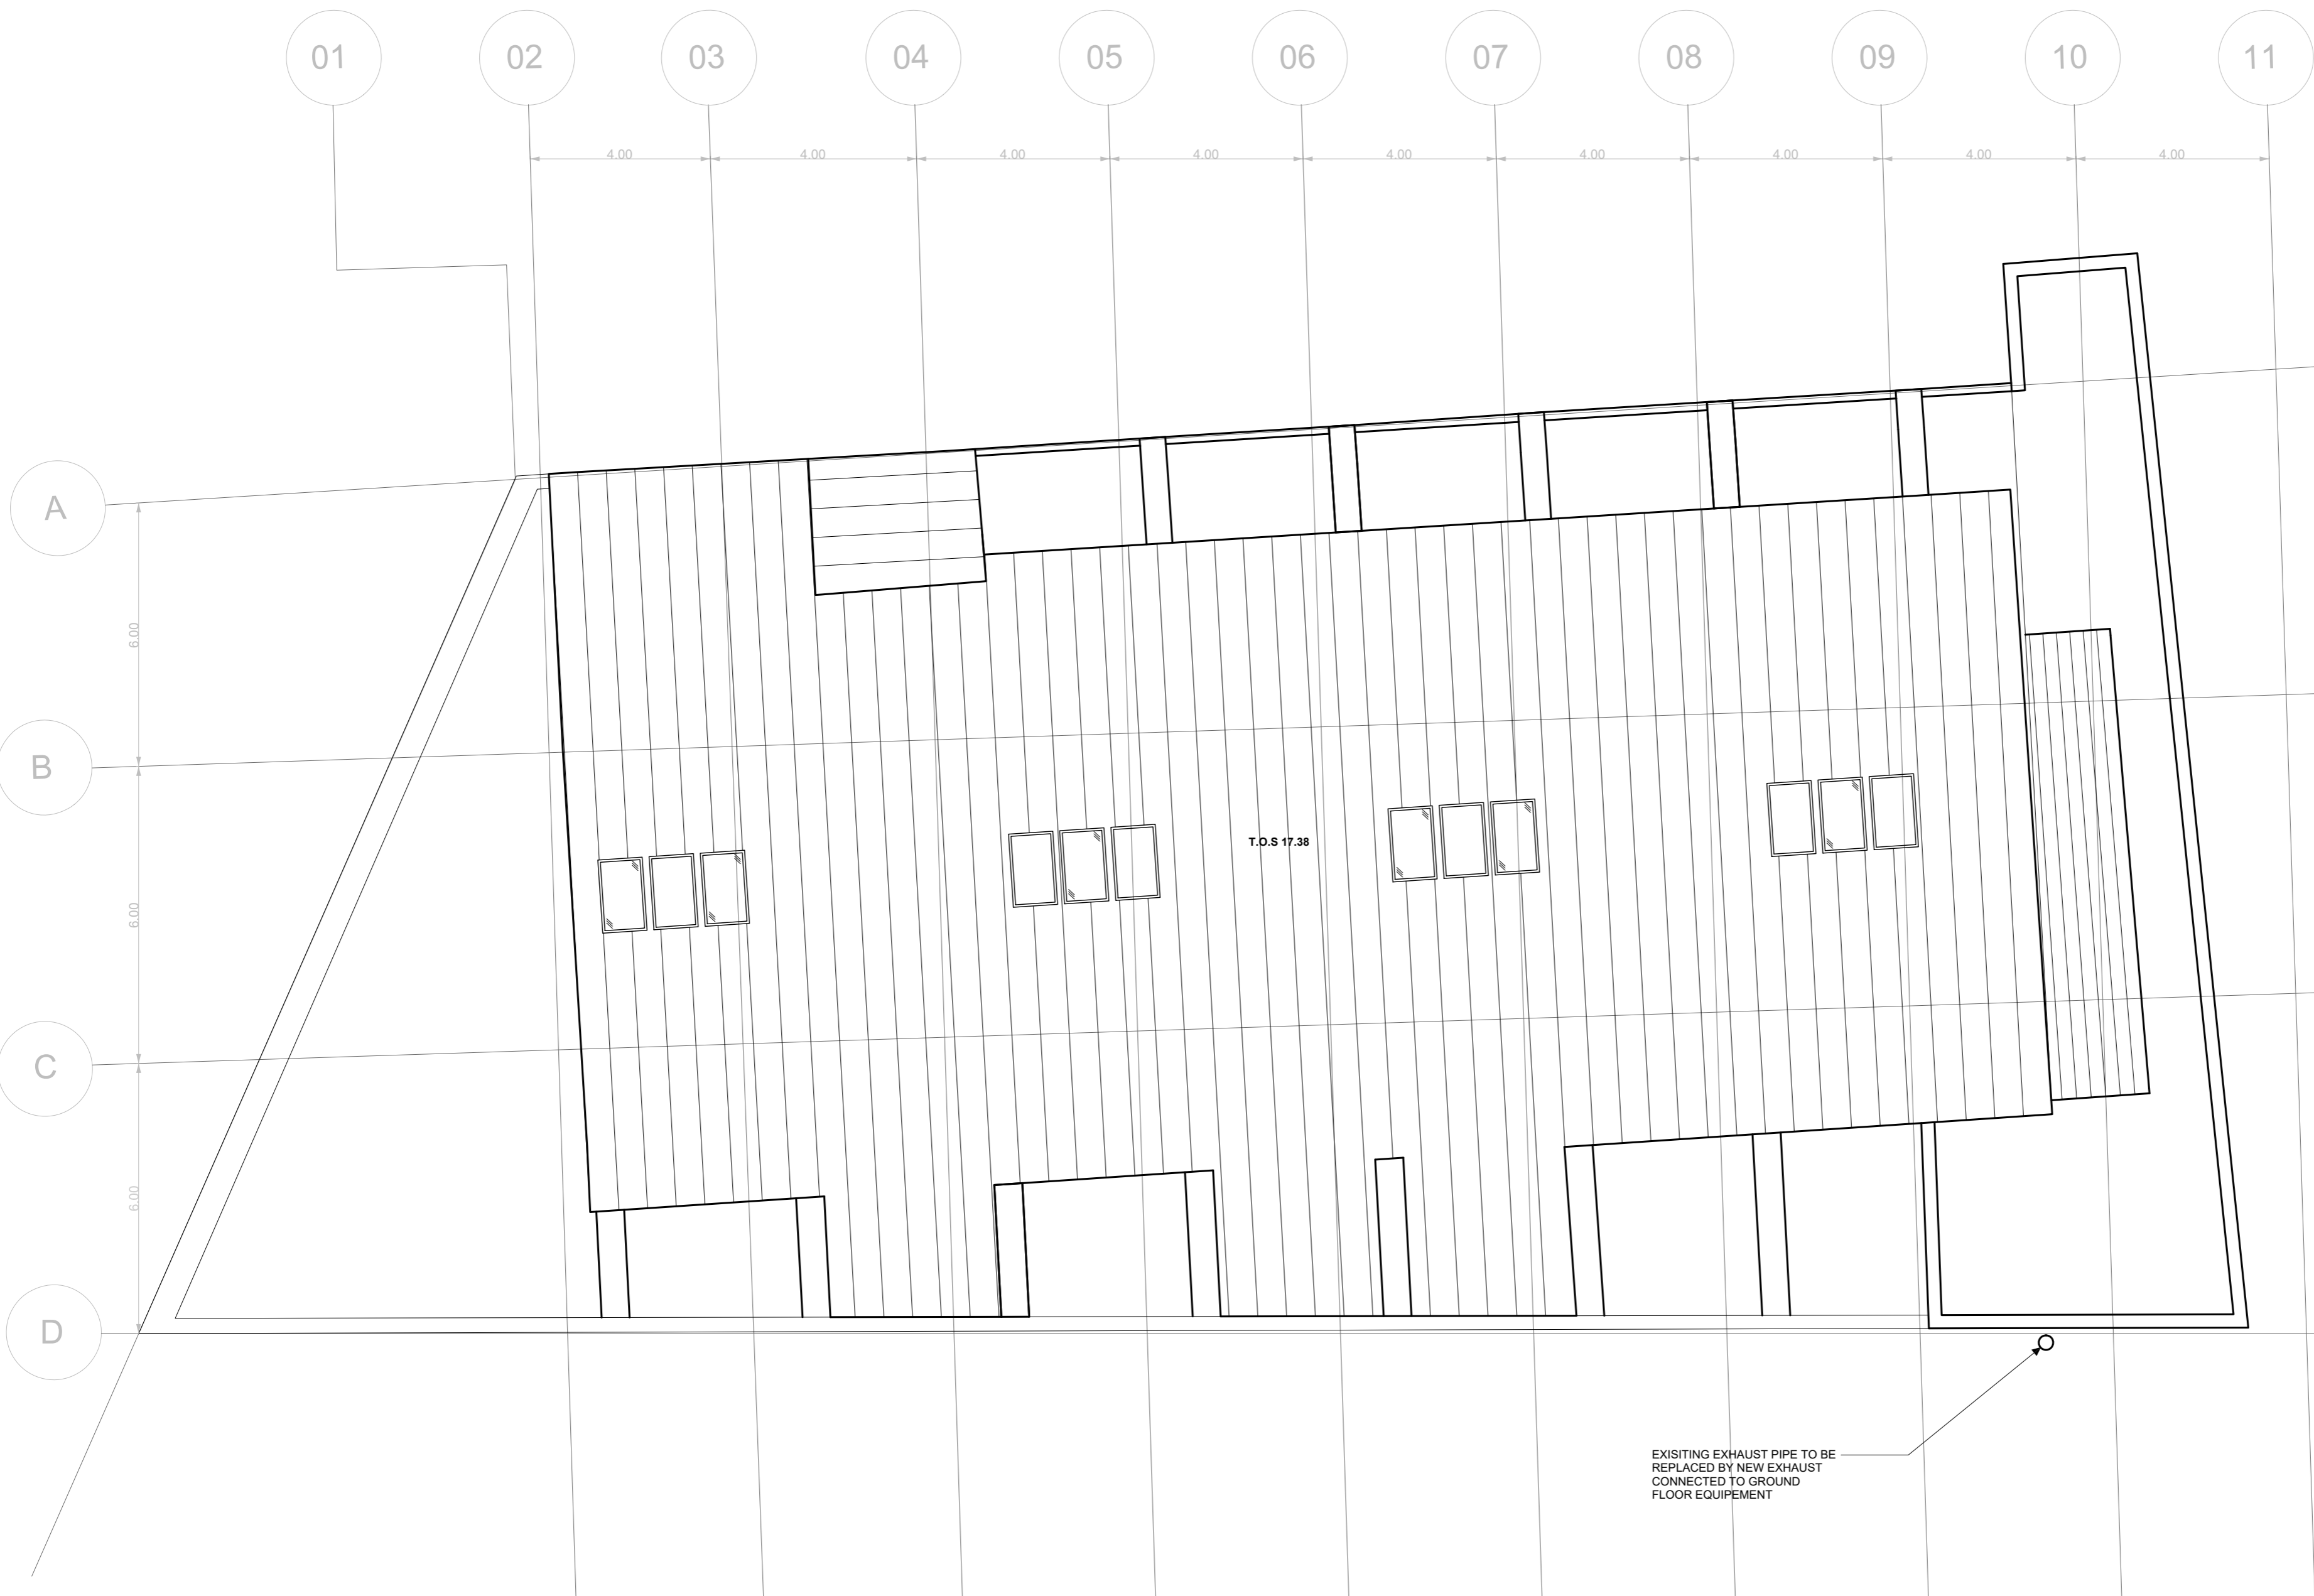 01 02 03 04 05 06 07 08 09 10 11
4.00 4.00 4.00 4.00 4.00 4.00 4.00 4.00 4.00
A
6.00
B
T.O.S 17.38
6.00
C
6.00
D
EXISITING EXHAUST PIPE TO BE
REPLACED BY NEW EXHAUST
CONNECTED TO GROUND
FLOOR EQUIPEMENT